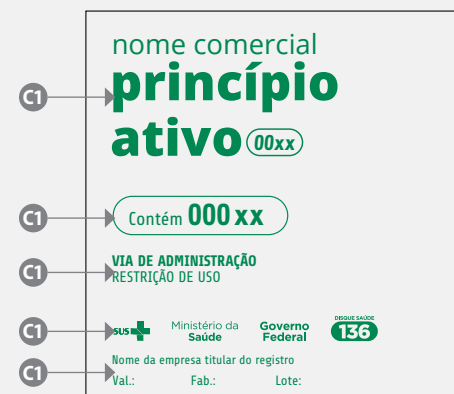 nome comercial
C1 princípio
ativo 00xx
C1 Contém 000 xx
C1 VIA DE ADMINISTRAÇÃO
RESTRIÇÃO DE USO
DISQUE SAÚDE
C1 SUS Ministério da Saúde Governo Federal 136
C1 Nome da empresa titular do registro
Val.: Fab.: Lote: